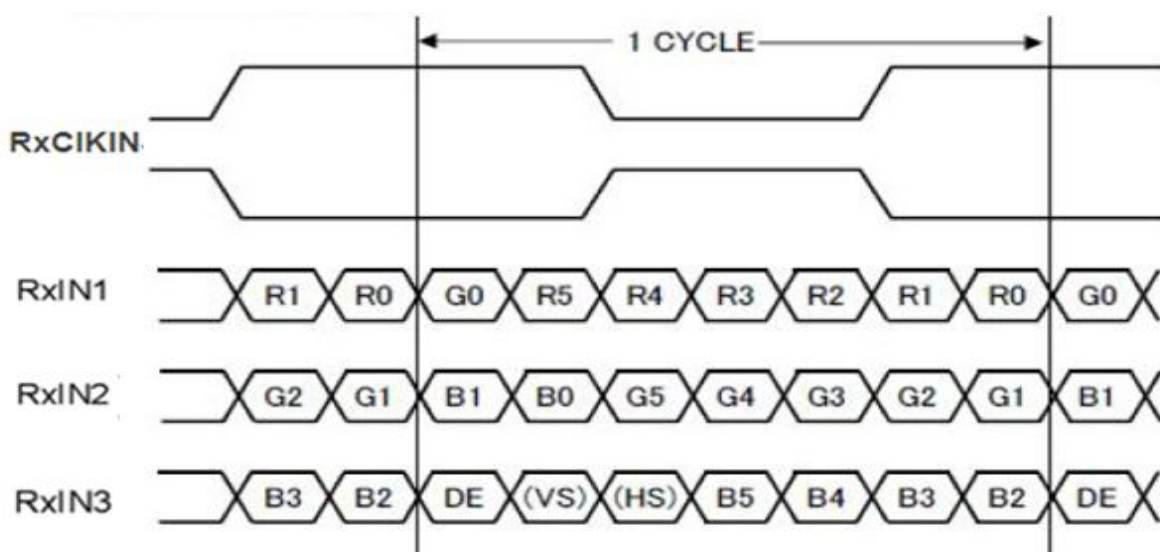 1 CYCLE
RxCIKIN
RxIN1 R1 R0 G0 R5 R4 R3 R2 R1 R0 G0
RxIN2 G2 G1 B1 B0 G5 G4 G3 G2 G1 B1
RxIN3 B3 B2 DE (VS) (HS) B5 B4 B3 B2 DE